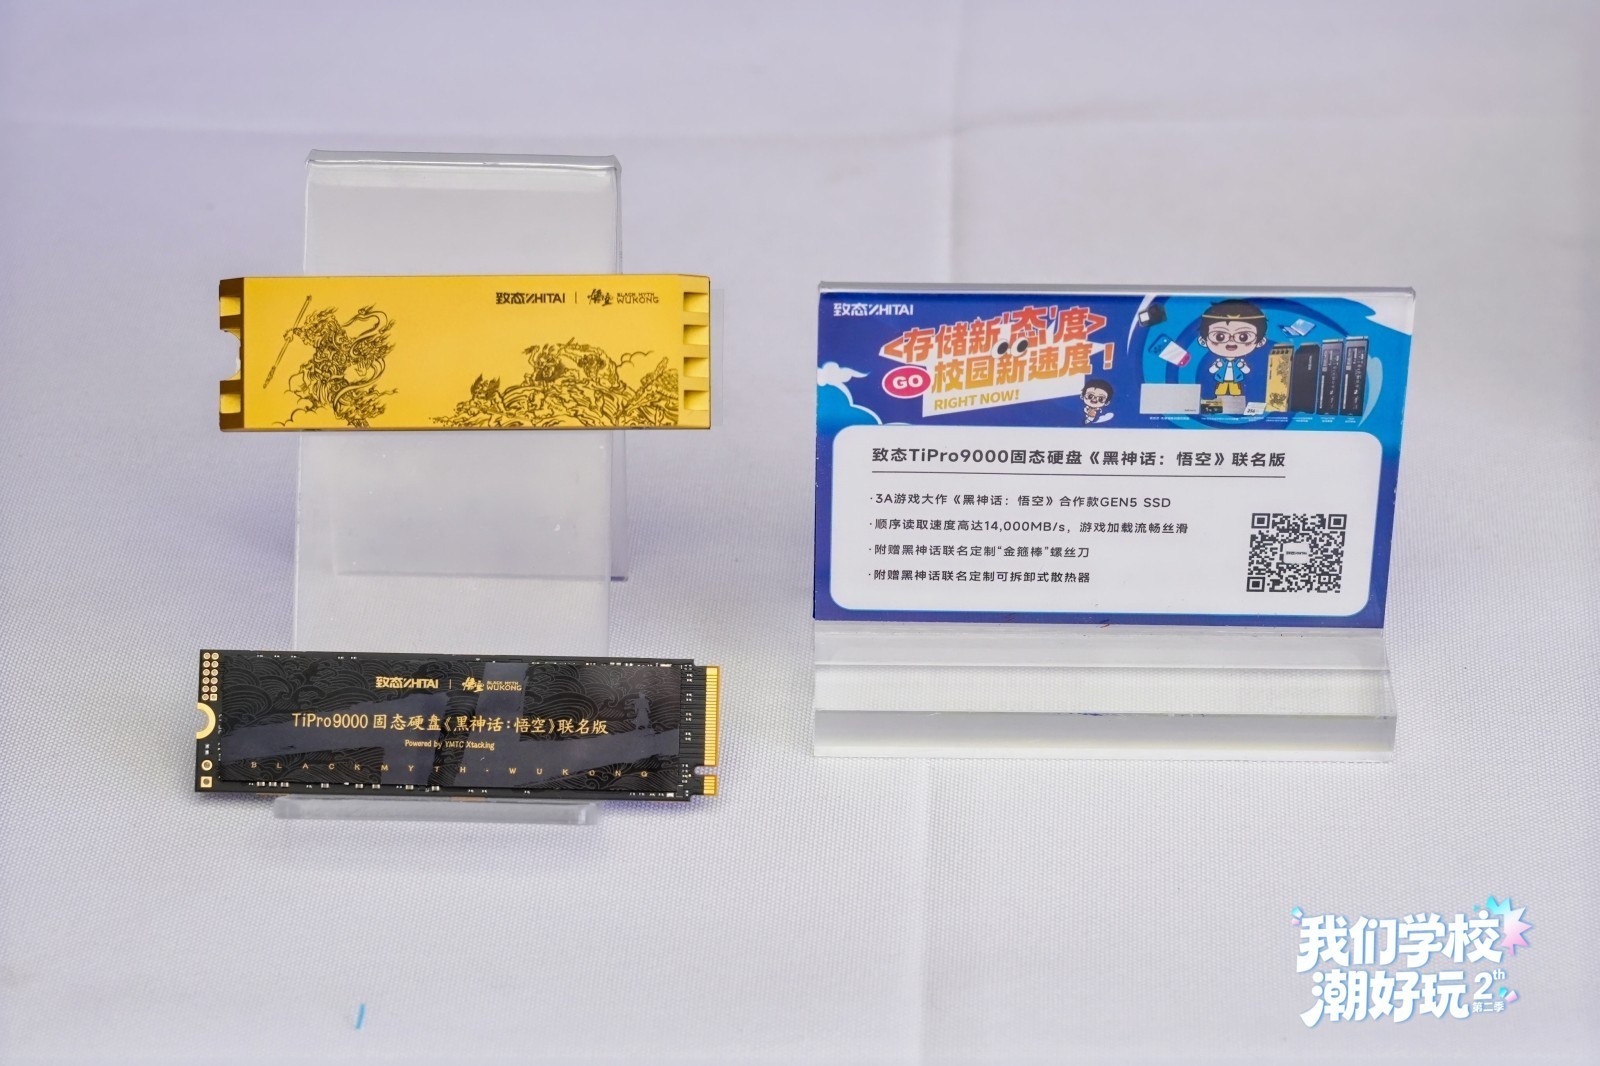 致态ZHITAI | 悟空 BLACK MYTH WUKONG
致态ZHITAI | 悟空 BLACK MYTH WUKONG
TiPro9000 固态硬盘《黑神话:悟空》联名版
Powered by YMTC Xtacking
BLACK MYTH · WUKONG
致态ZHITAI
<存储新'态'度>
GO 校园新速度！
RIGHT NOW!
致态TiPro9000固态硬盘《黑神话：悟空》联名版
·3A游戏大作《黑神话：悟空》合作款GEN5 SSD
·顺序读取速度高达14,000MB/s，游戏加载流畅丝滑
·附赠黑神话联名定制“金箍棒”螺丝刀
·附赠黑神话联名定制可拆卸式散热器
我们学校
潮好玩 2th
第二季